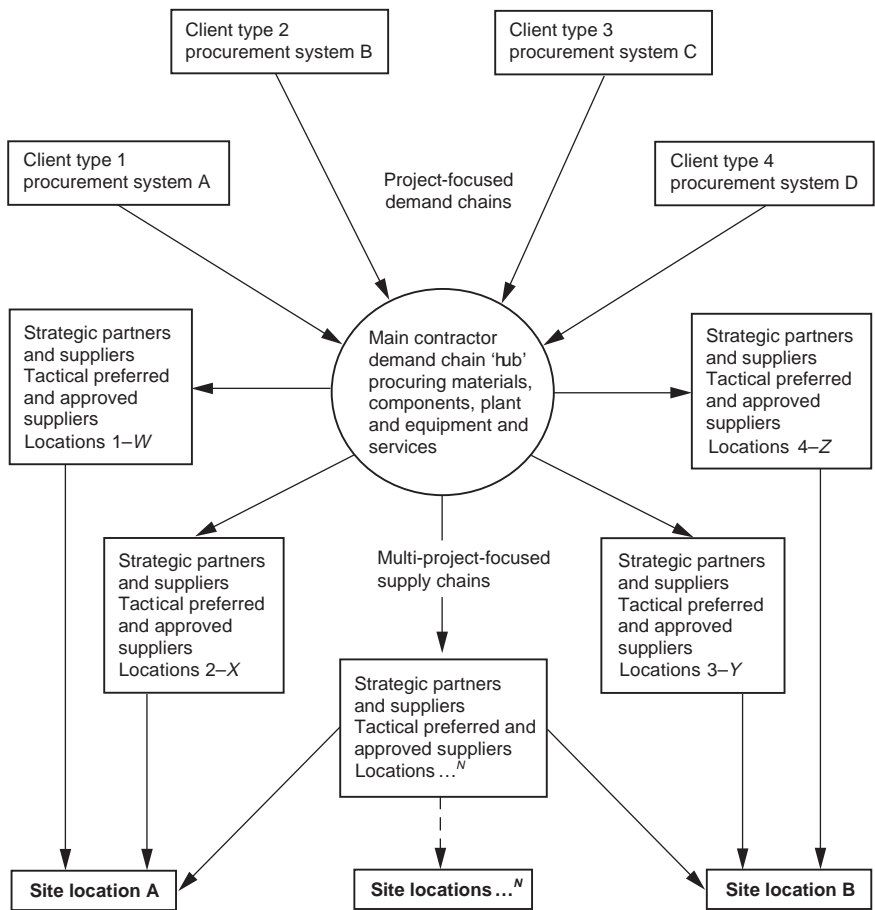 Client type 2
procurement system B
Client type 3
procurement system C
Client type 1
procurement system A
Project-focused
demand chains
Client type 4
procurement system D
Strategic partners
and suppliers
Tactical preferred
and approved
suppliers
Locations 1–W
Main contractor
demand chain ‘hub’
procuring materials,
components, plant
and equipment and
services
Strategic partners
and suppliers
Tactical preferred
and approved
suppliers
Locations 4–Z
Strategic partners
and suppliers
Tactical preferred
and approved
suppliers
Locations 2–X
Multi-project-focused
supply chains
Strategic partners
and suppliers
Tactical preferred
and approved
suppliers
Locations 3–Y
Strategic partners
and suppliers
Tactical preferred and
approved suppliers
Locations ...N
Site location A
Site locations ...N
Site location B